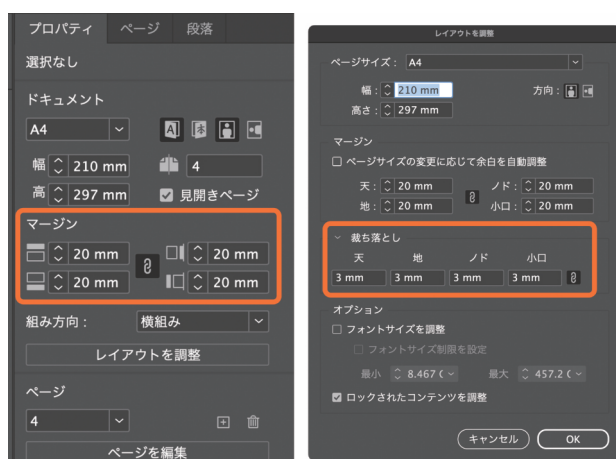 プロパティ ページ 段落
選択なし
ドキュメント
A4
幅 210 mm 4
高 297 mm 見開きページ
マージン
20 mm 20 mm
20 mm 20 mm
組み方向： 横組み
レイアウトを調整
ページ
4
ページを編集
レイアウトを調整
ページサイズ： A4
幅： 210 mm 方向：
高さ： 297 mm
マージン
ページサイズの変更に応じて余白を自動調整
天： 20 mm ノド： 20 mm
地： 20 mm 小口： 20 mm
裁ち落とし
天 地 ノド 小口
3 mm 3 mm 3 mm 3 mm
オプション
フォントサイズを調整
フォントサイズ制限を設定
最小 8.467 ( 最大 457.2 (
ロックされたコンテンツを調整
キャンセル OK